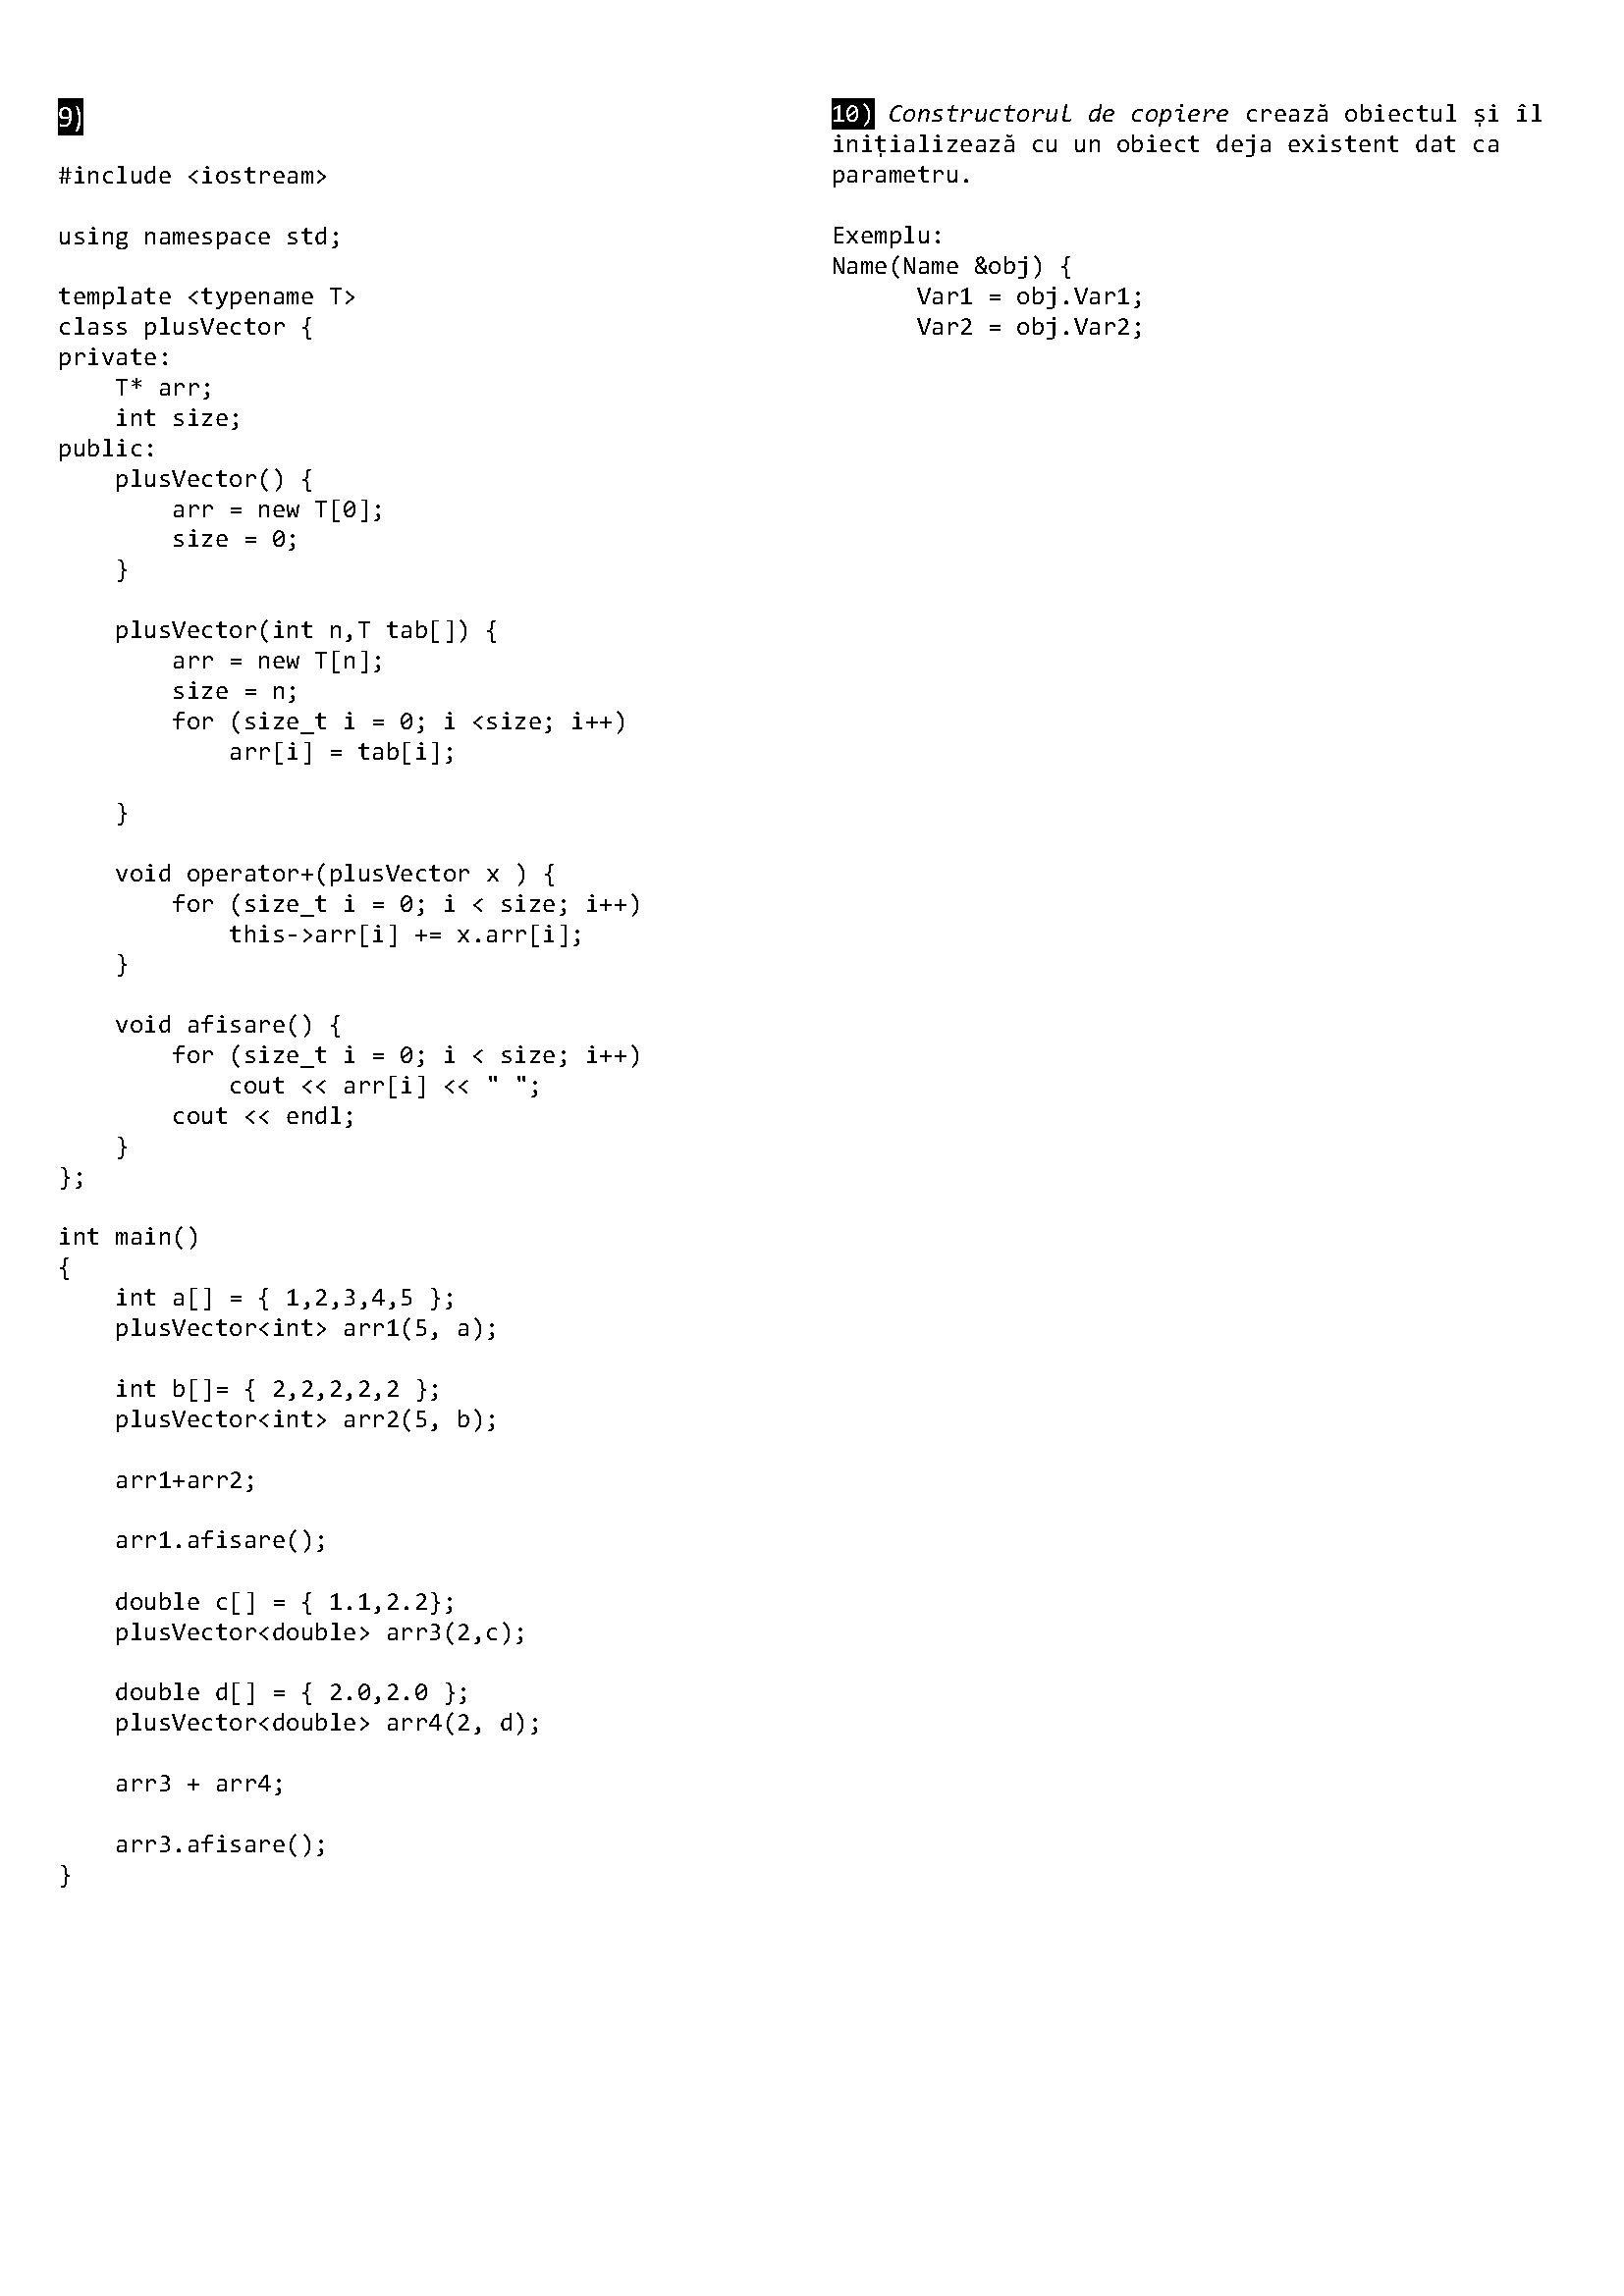 9)
#include <iostream>
using namespace std;
template <typename T>
class plusVector {
private:
    T* arr;
    int size;
public:
    plusVector() {
        arr = new T[0];
        size = 0;
    }
    plusVector(int n,T tab[]) {
        arr = new T[n];
        size = n;
        for (size_t i = 0; i <size; i++)
            arr[i] = tab[i];
    }
    void operator+(plusVector x ) {
        for (size_t i = 0; i < size; i++)
            this->arr[i] += x.arr[i];
    }
    void afisare() {
        for (size_t i = 0; i < size; i++)
            cout << arr[i] << " ";
        cout << endl;
    }
};
int main()
{
    int a[] = { 1,2,3,4,5 };
    plusVector<int> arr1(5, a);
    int b[]= { 2,2,2,2,2 };
    plusVector<int> arr2(5, b);
    arr1+arr2;
    arr1.afisare();
    double c[] = { 1.1,2.2};
    plusVector<double> arr3(2,c);
    double d[] = { 2.0,2.0 };
    plusVector<double> arr4(2, d);
    arr3 + arr4;
    arr3.afisare();
}
10) Constructorul de copiere crează obiectul și îl
inițializează cu un obiect deja existent dat ca
parametru.
Exemplu:
Name(Name &obj) {
      Var1 = obj.Var1;
      Var2 = obj.Var2;